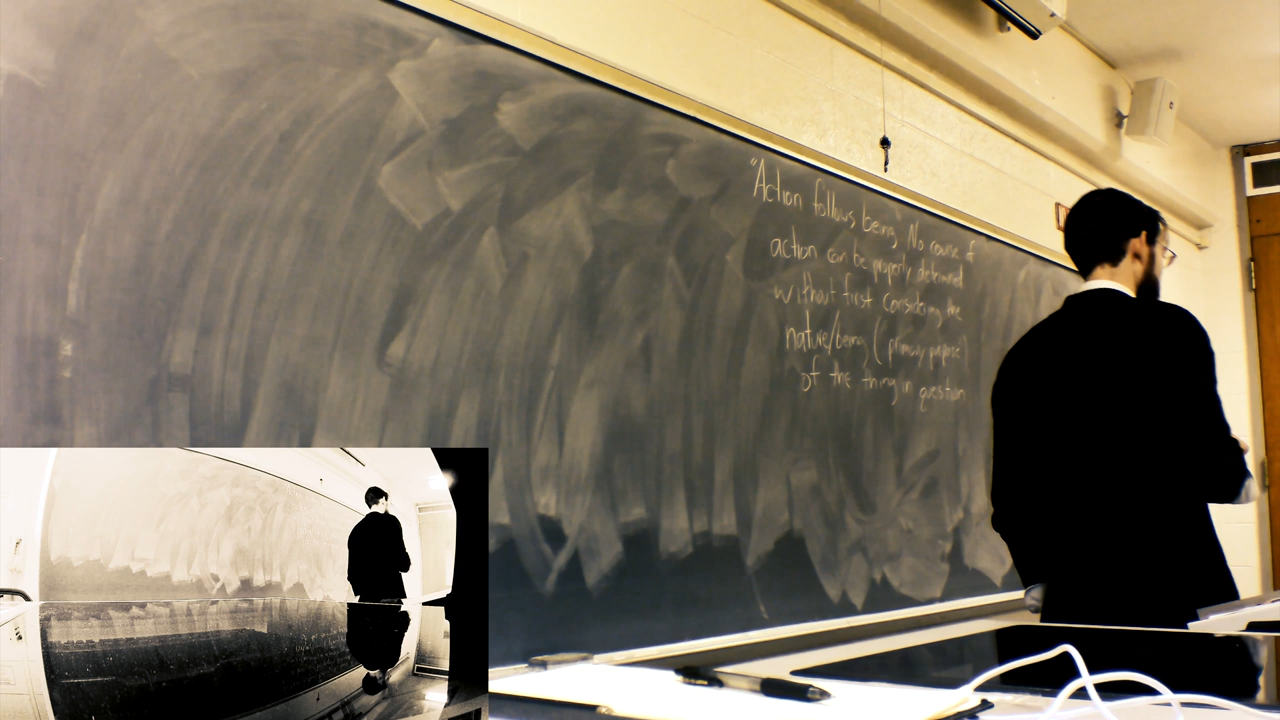 "Action follows being. No course of
action can be properly determined
without first considering the
nature/being (primary purpose)
of the thing in question